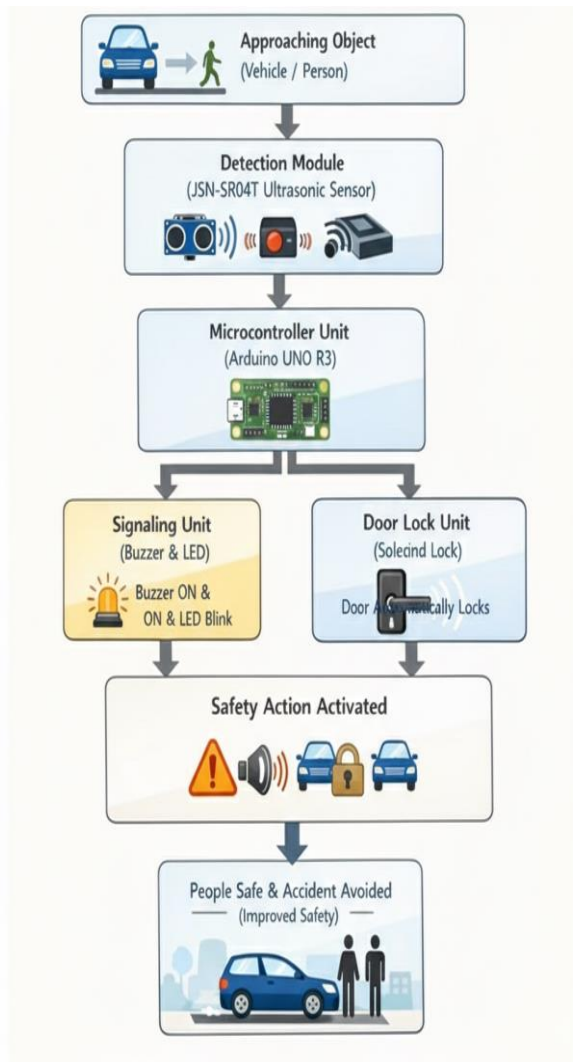 Approaching Object
(Vehicle / Person)
Detection Module
(JSN-SR04T Ultrasonic Sensor)
Microcontroller Unit
(Arduino UNO R3)
Signaling Unit
(Buzzer & LED)
Buzzer ON &
ON & LED Blink
Door Lock Unit
(Solecind Lock)
Door Automatically Locks
Safety Action Activated
People Safe & Accident Avoided
(Improved Safety)